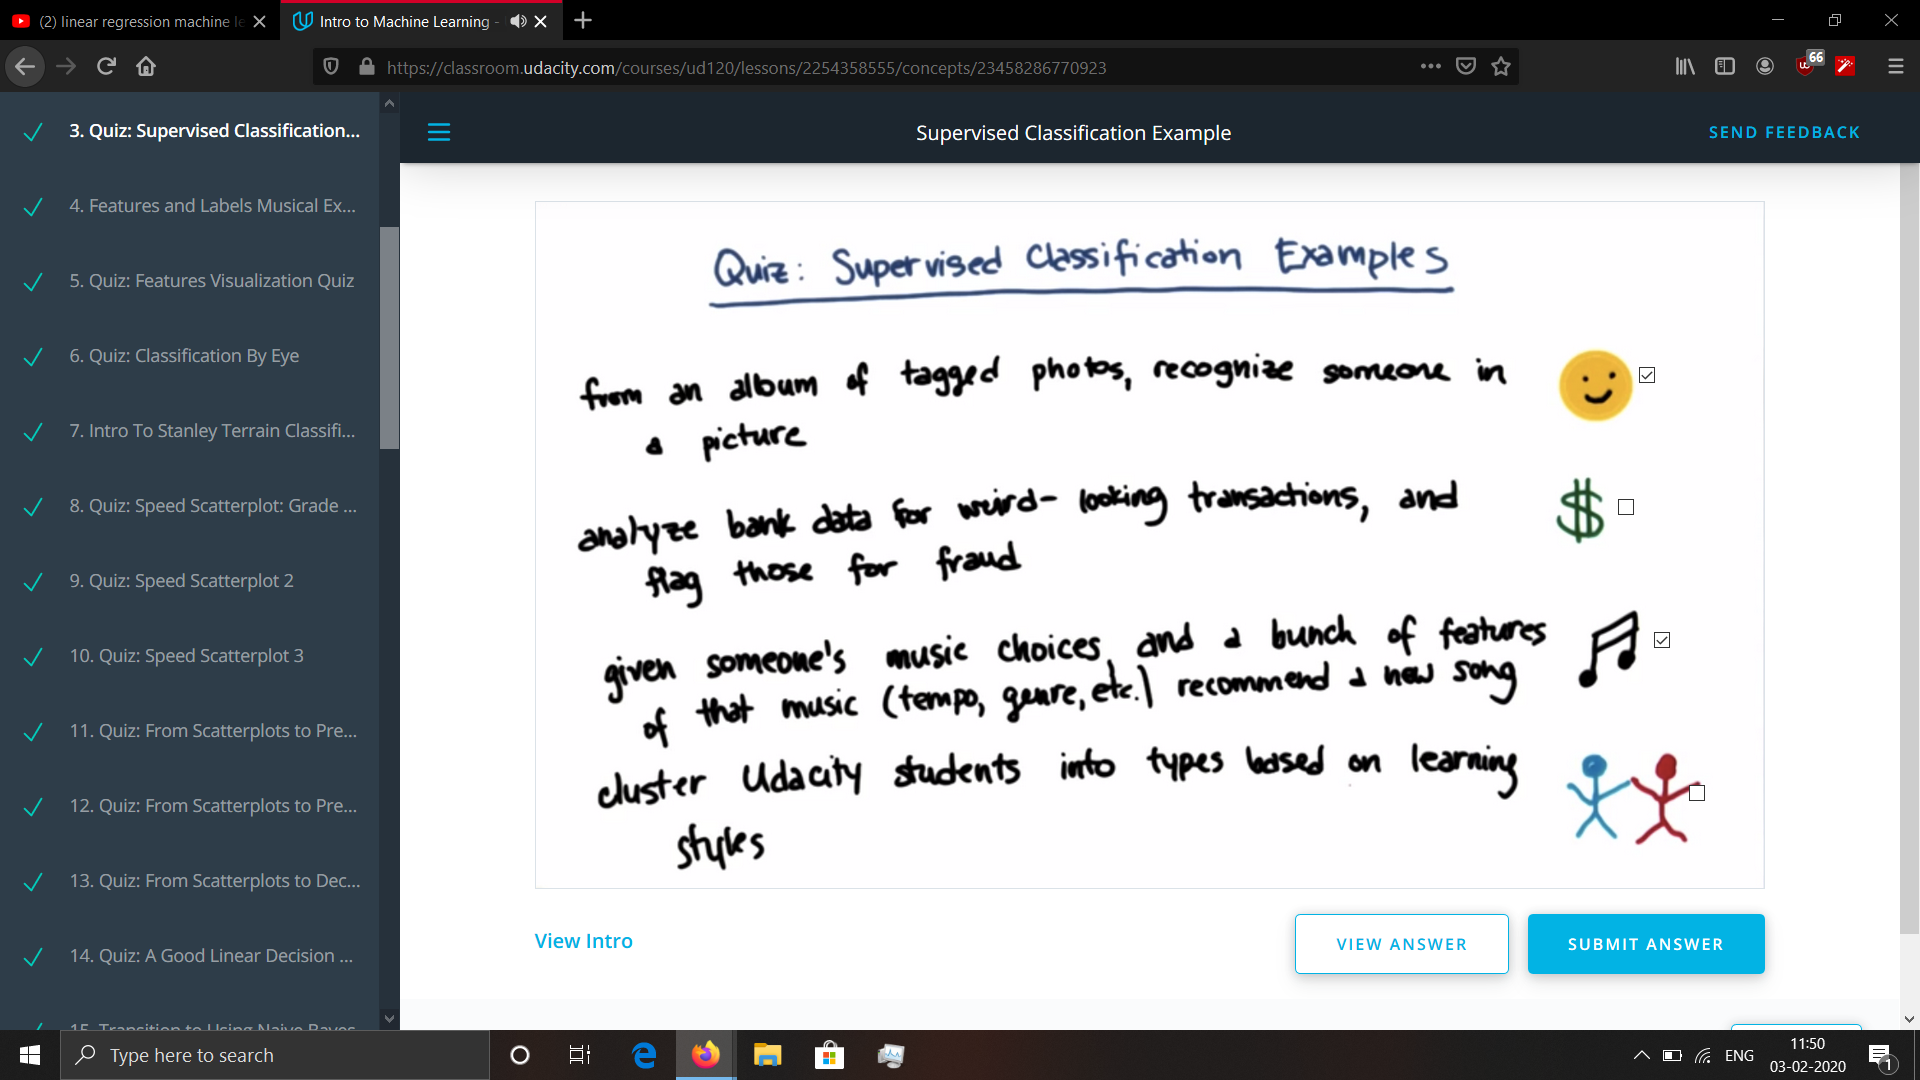 (2) linear regression machine le
Intro to Machine Learning -
https://classroom.udacity.com/courses/ud120/lessons/2254358555/concepts/23458286770923
66
3. Quiz: Supervised Classification...
4. Features and Labels Musical Ex...
5. Quiz: Features Visualization Quiz
6. Quiz: Classification By Eye
7. Intro To Stanley Terrain Classifi...
8. Quiz: Speed Scatterplot: Grade ...
9. Quiz: Speed Scatterplot 2
10. Quiz: Speed Scatterplot 3
11. Quiz: From Scatterplots to Pre...
12. Quiz: From Scatterplots to Pre...
13. Quiz: From Scatterplots to Dec...
14. Quiz: A Good Linear Decision ...
15. Transition to Using Naive Bayes
Supervised Classification Example
SEND FEEDBACK
Quiz: Supervised Classification Examples
from an album of tagged photos, recognize someone in
a picture
analyze bank data for weird-looking transactions, and
flag those for fraud
given someone's music choices, and a bunch of features
of that music (tempo, genre, etc.) recommend a new song
cluster Udacity students into types based on learning
styles
$
View Intro
VIEW ANSWER
SUBMIT ANSWER
Type here to search
ENG
11:50
03-02-2020
1